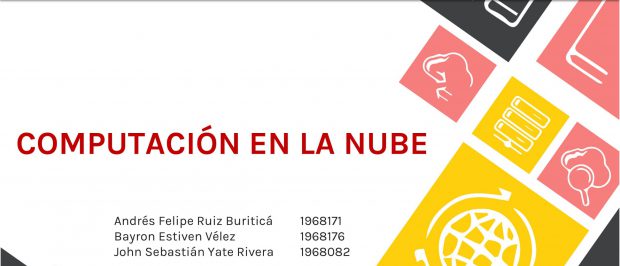 COMPUTACIÓN EN LA NUBE
Andrés Felipe Ruiz Buriticá 1968171
Bayron Estiven Vélez 1968176
John Sebastián Yate Rivera 1968082